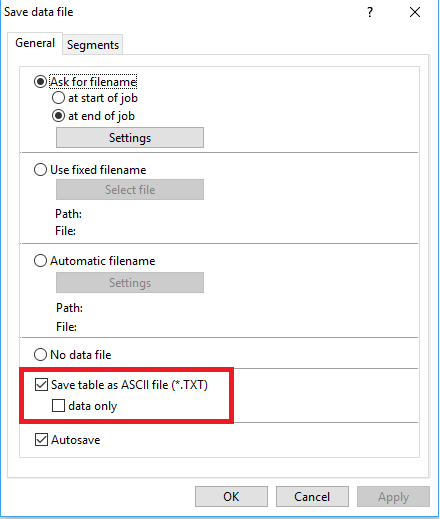 Save data file
?
General Segments
Ask for filename
at start of job
at end of job
Settings
Use fixed filename
Select file
Path:
File:
Automatic filename
Settings
Path:
File:
No data file
Save table as ASCII file (*.TXT)
data only
Autosave
OK Cancel Apply